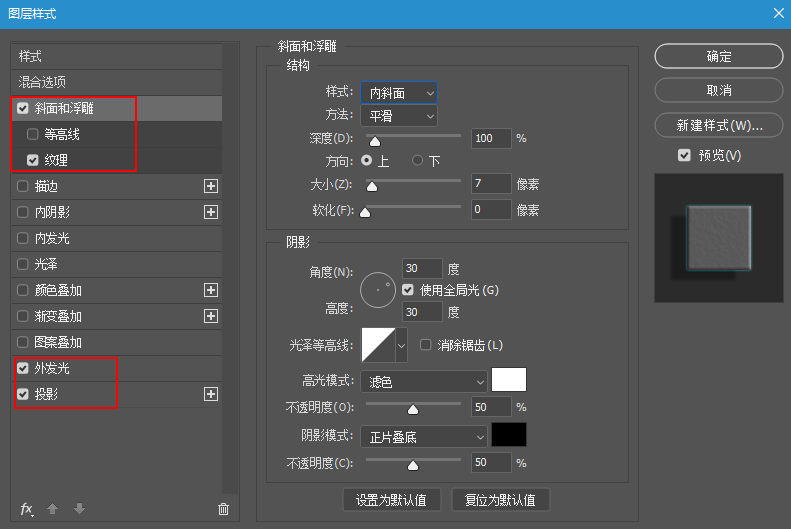 图层样式
样式
混合选项
斜面和浮雕
等高线
纹理
描边
内阴影
内发光
光泽
颜色叠加
渐变叠加
图案叠加
外发光
投影
fx
斜面和浮雕
结构
样式: 内斜面
方法: 平滑
深度(D): 100 %
方向: 上 下
大小(Z): 7 像素
软化(F): 0 像素
阴影
角度(N): 30 度
使用全局光 (G)
高度: 30 度
光泽等高线: 消除锯齿 (L)
高光模式: 滤色
不透明度(O): 50 %
阴影模式: 正片叠底
不透明度(C): 50 %
设置为默认值 复位为默认值
确定
取消
新建样式(W)...
预览(V)